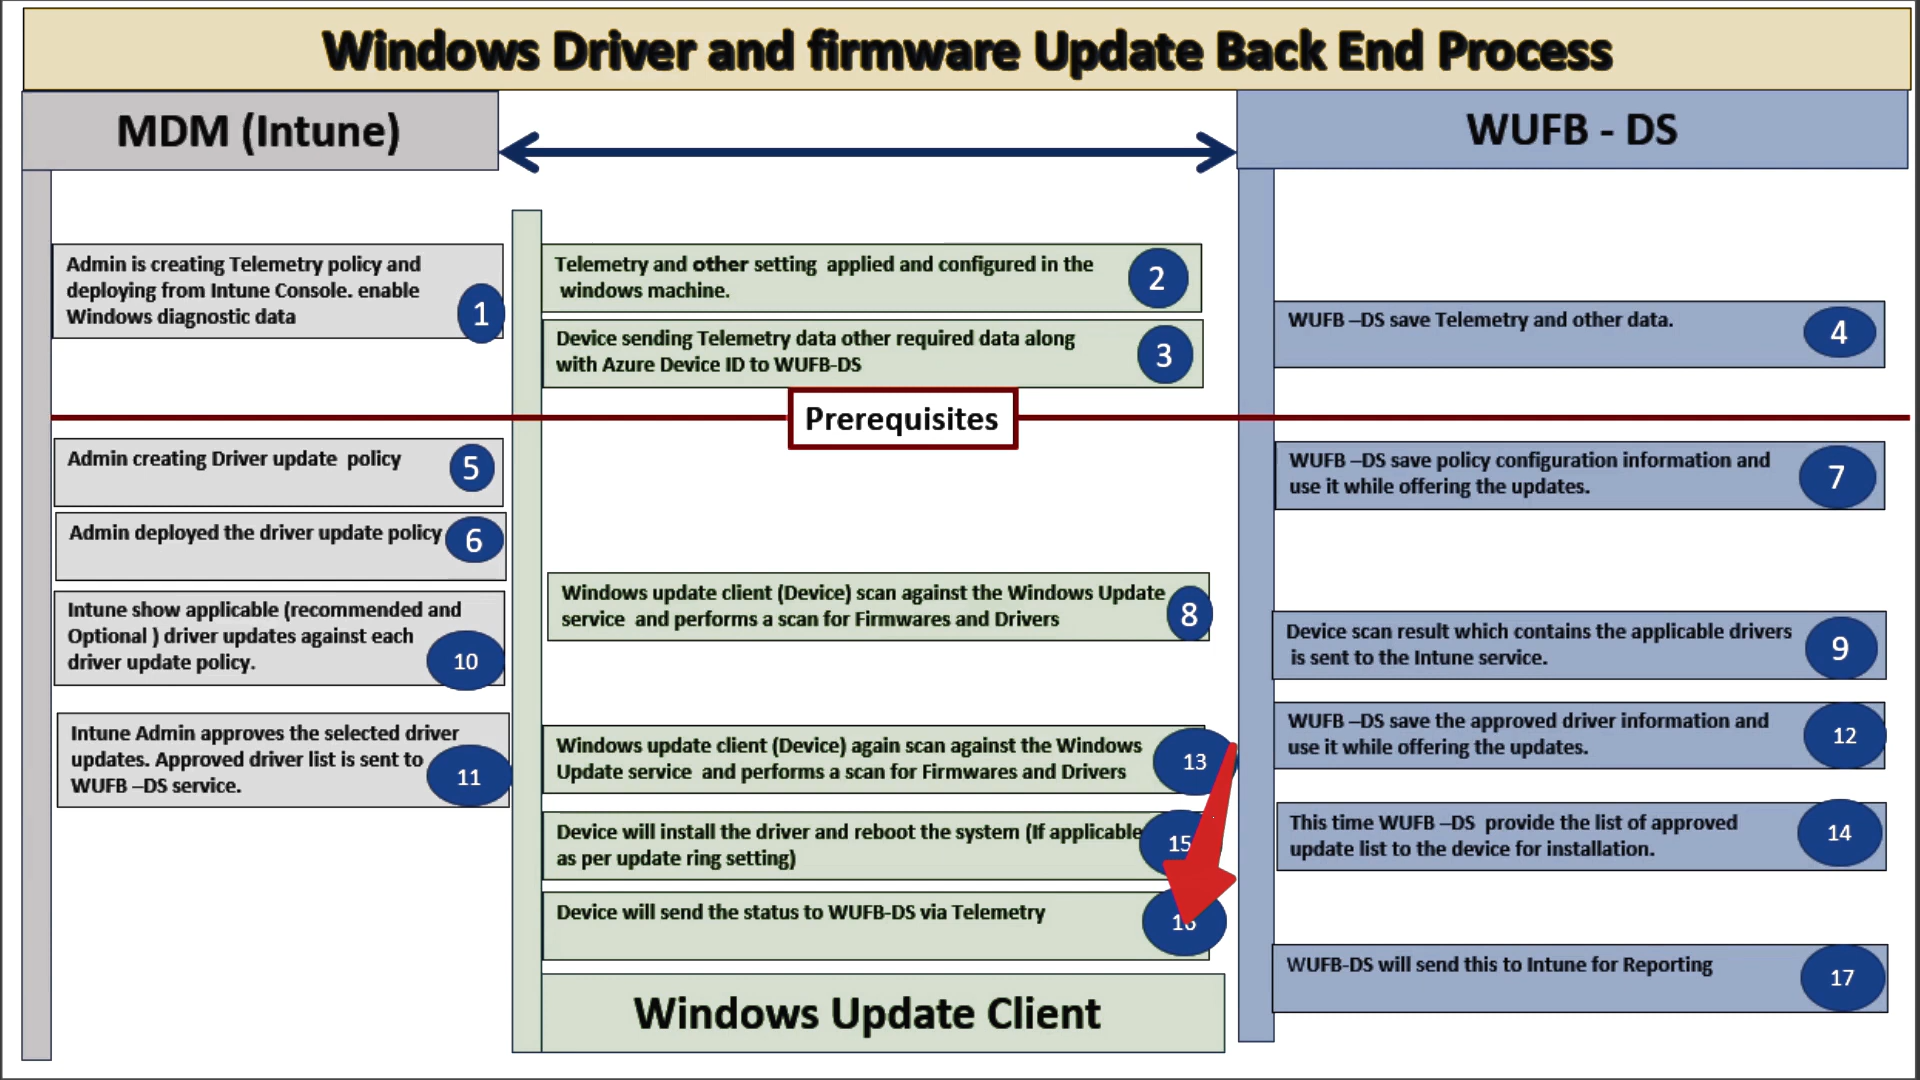 Windows Driver and firmware Update Back End Process
MDM (Intune)
WUFB - DS
Admin is creating Telemetry policy and
deploying from Intune Console. enable
Windows diagnostic data
1
Telemetry and other setting applied and configured in the
windows machine.
2
Device sending Telemetry data other required data along
with Azure Device ID to WUFB-DS
3
WUFB –DS save Telemetry and other data.
4
Prerequisites
Admin creating Driver update policy
5
Admin deployed the driver update policy
6
WUFB –DS save policy configuration information and
use it while offering the updates.
7
Windows update client (Device) scan against the Windows Update
service and performs a scan for Firmwares and Drivers
8
Device scan result which contains the applicable drivers
is sent to the Intune service.
9
Intune show applicable (recommended and
Optional ) driver updates against each
driver update policy.
10
Intune Admin approves the selected driver
updates. Approved driver list is sent to
WUFB –DS service.
11
WUFB –DS save the approved driver information and
use it while offering the updates.
12
Windows update client (Device) again scan against the Windows
Update service and performs a scan for Firmwares and Drivers
13
This time WUFB –DS provide the list of approved
update list to the device for installation.
14
Device will install the driver and reboot the system (If applicable
as per update ring setting)
15
Device will send the status to WUFB-DS via Telemetry
16
WUFB-DS will send this to Intune for Reporting
17
Windows Update Client